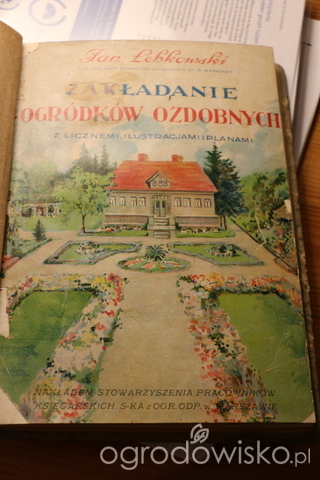 Jan Lebkowski
ZAKŁADANIE
OGRÓDKÓW OZDOBNYCH
Z LICZNEMI ILUSTRACJAMI I PLANAMI
NAKŁADEM STOWARZYSZENIA PRACOWNIKÓW
KSIĘGARSKICH S-KA z OGR. ODP. w WARSZAWIE
ogrodowisko.pl